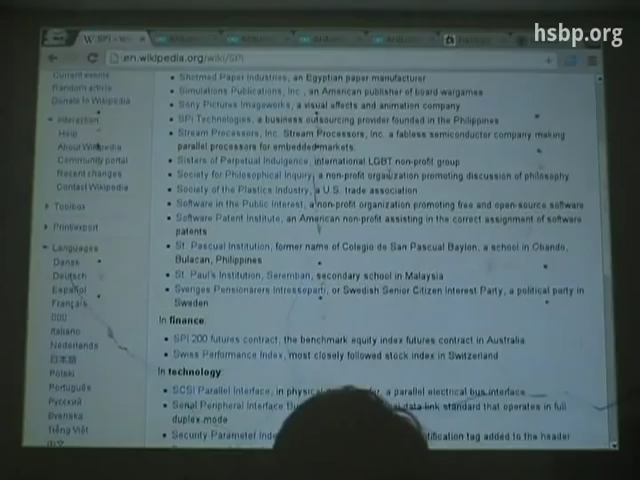 hsbp.org
en.wikipedia.org/wiki/SPI
Current events
Random article
Donate to Wikipedia
Interaction
Help
About Wikipedia
Community portal
Recent changes
Contact Wikipedia
Toolbox
Print/export
Languages
Dansk
Deutsch
Español
Français
Italiano
Nederlands
日本語
Polski
Português
Русский
Svenska
Tiếng Việt
中文
Shotmed Paper Industries, an Egyptian paper manufacturer
Simulations Publications, Inc., an American publisher of board wargames
Sony Pictures Imageworks, a visual effects and animation company
SPi Technologies, a business outsourcing provider founded in the Philippines
Stream Processors, Inc. Stream Processors, Inc. a fabless semiconductor company making
parallel processors for embedded markets
Sisters of Perpetual Indulgence, international LGBT non-profit group
Society for Philosophical Inquiry, a non-profit organization promoting discussion of philosophy
Society of the Plastics Industry, a U.S. trade association
Software in the Public Interest, a non-profit organization promoting free and open-source software
Software Patent Institute, an American non-profit assisting in the correct assignment of software
patents
St. Pascual Institution, former name of Colegio de San Pascual Baylon, a school in Obando,
Bulacan, Philippines
St. Paul's Institution, Seremban, secondary school in Malaysia
Sveriges Pensionärers Intresseparti, or Swedish Senior Citizen Interest Party, a political party in
Sweden
In finance:
SPI 200 futures contract, the benchmark equity index futures contract in Australia
Swiss Performance Index, most closely followed stock index in Switzerland
In technology:
SCSI Parallel Interface, in physical a parallel electrical bus interface
Serial Peripheral Interface data link standard that operates in full
duplex mode
Security Parameter tification tag added to the header